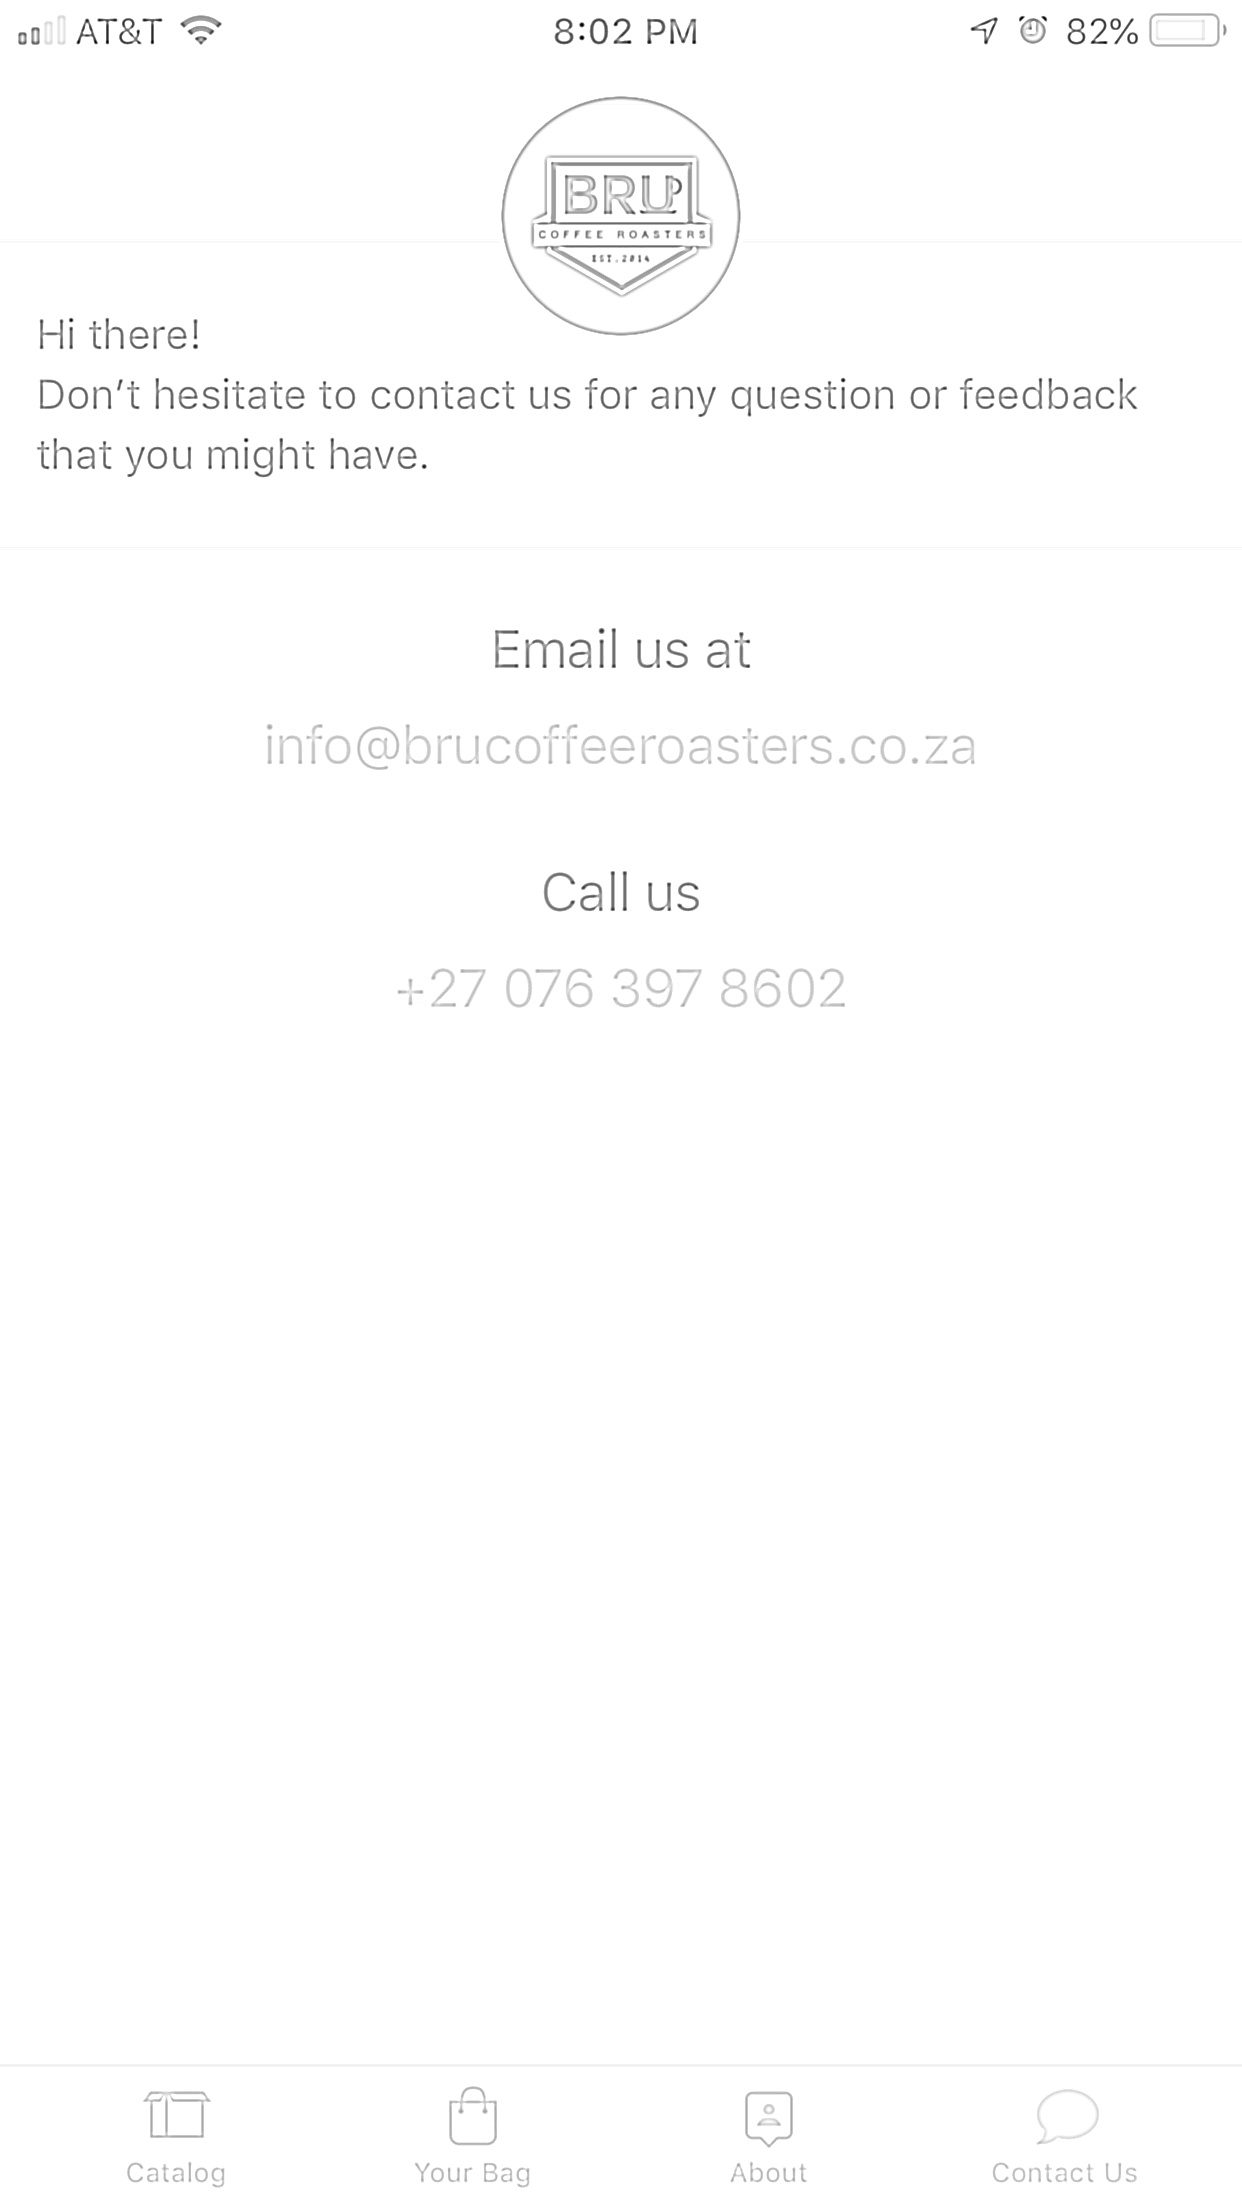 AT&T 8:02 PM 82%
BRU
COFFEE ROASTERS
EST.2014
Hi there!
Don't hesitate to contact us for any question or feedback
that you might have.
Email us at
info@brucoffeeroasters.co.za
Call us
+27 076 397 8602
Catalog Your Bag About Contact Us